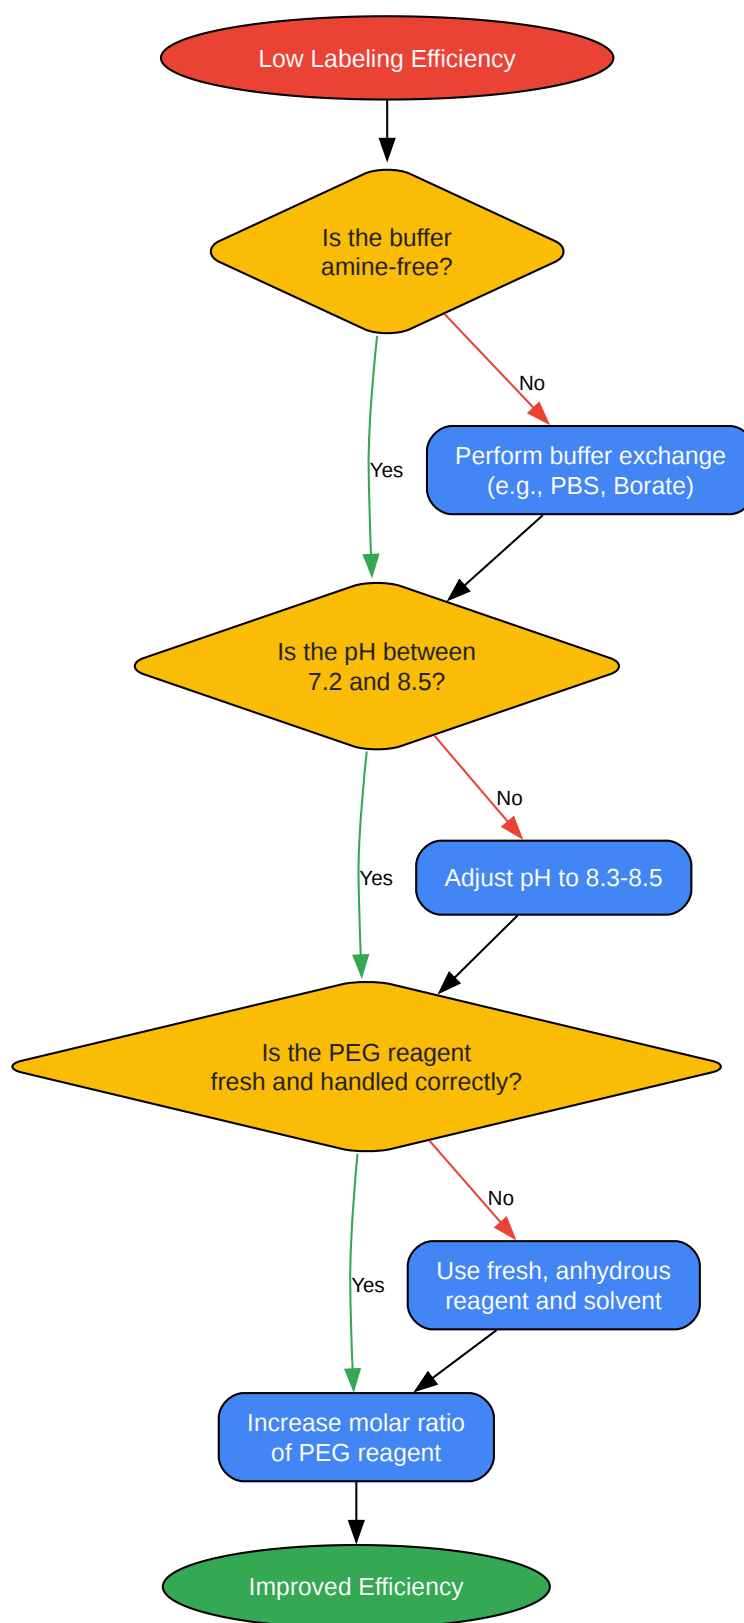 Low Labeling Efficiency
Is the buffer
amine-free?
No
Perform buffer exchange
(e.g., PBS, Borate)
Yes
Is the pH between
7.2 and 8.5?
No
Adjust pH to 8.3-8.5
Yes
Is the PEG reagent
fresh and handled correctly?
No
Use fresh, anhydrous
reagent and solvent
Yes
Increase molar ratio
of PEG reagent
Improved Efficiency